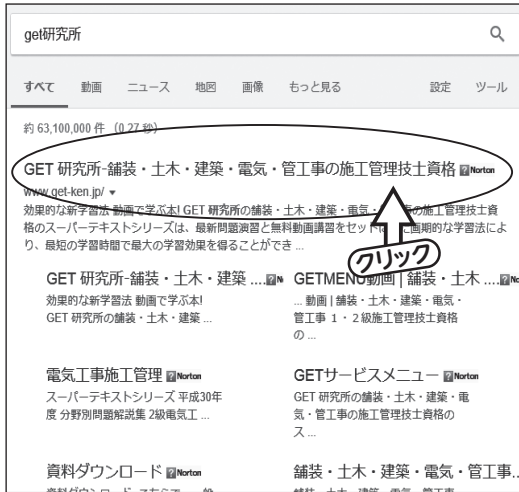 get研究所
すべて 動画 ニュース 地図 画像 もっと見る 設定 ツール
約 63,100,000 件 (0.27 秒)
GET 研究所-舗装・土木・建築・電気・管工事の施工管理技士資格 Norton
www.get-ken.jp/
効果的な新学習法 動画で学ぶ本! GET 研究所の舗装・土木・建築・電気・ の施工管理技士資
格のスーパーテキストシリーズは、最新問題演習と無料動画講習をセット 画期的な学習法によ
り、最短の学習時間で最大の学習効果を得ることができ ...
クリック
GET 研究所-舗装・土木・建築 ....
効果的な新学習法 動画で学ぶ本!
GET 研究所の舗装・土木・建築 ...
GETMENU動画 | 舗装・土木 ....
... 動画 | 舗装・土木・建築・電気・
管工事 1・2級施工管理技士資格
の ...
電気工事施工管理 Norton
スーパーテキストシリーズ 平成30年
度 分野別問題解説集 2級電気工 ...
GETサービスメニュー Norton
GET 研究所の舗装・土木・建築・電
気・管工事の施工管理技士資格の
ス ...
資料ダウンロード Norton
舗装・土木・建築・電気・管工事...